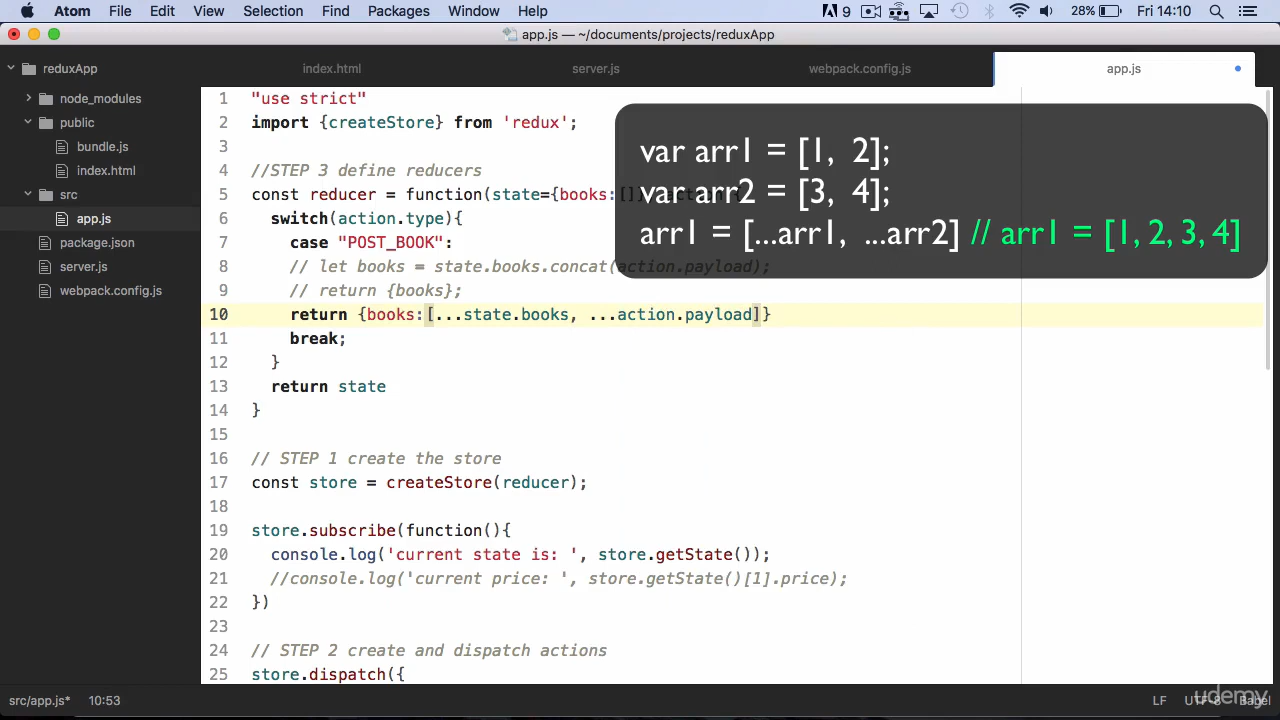 Atom File Edit View Selection Find Packages Window Help 9 28% Fri 14:10
app.js — ~/documents/projects/reduxApp
reduxApp
node_modules
public
bundle.js
index.html
src
app.js
package.json
server.js
webpack.config.js
index.html server.js webpack.config.js app.js
1 "use strict"
2 import {createStore} from 'redux';
3
4 //STEP 3 define reducers
5 const reducer = function(state={books:[]}, action) {
6 switch(action.type){
7 case "POST_BOOK":
8 // let books = state.books.concat(action.payload);
9 // return {books};
10 return {books:[...state.books, ...action.payload]}
11 break;
12 }
13 return state
14 }
15
16 // STEP 1 create the store
17 const store = createStore(reducer);
18
19 store.subscribe(function(){
20 console.log('current state is: ', store.getState());
21 //console.log('current price: ', store.getState()[1].price);
22 })
23
24 // STEP 2 create and dispatch actions
25 store.dispatch({
var arr1 = [1, 2];
var arr2 = [3, 4];
arr1 = [...arr1, ...arr2] // arr1 = [1, 2, 3, 4]
src/app.js* 10:53 LF UTF-8 Babel
udemy